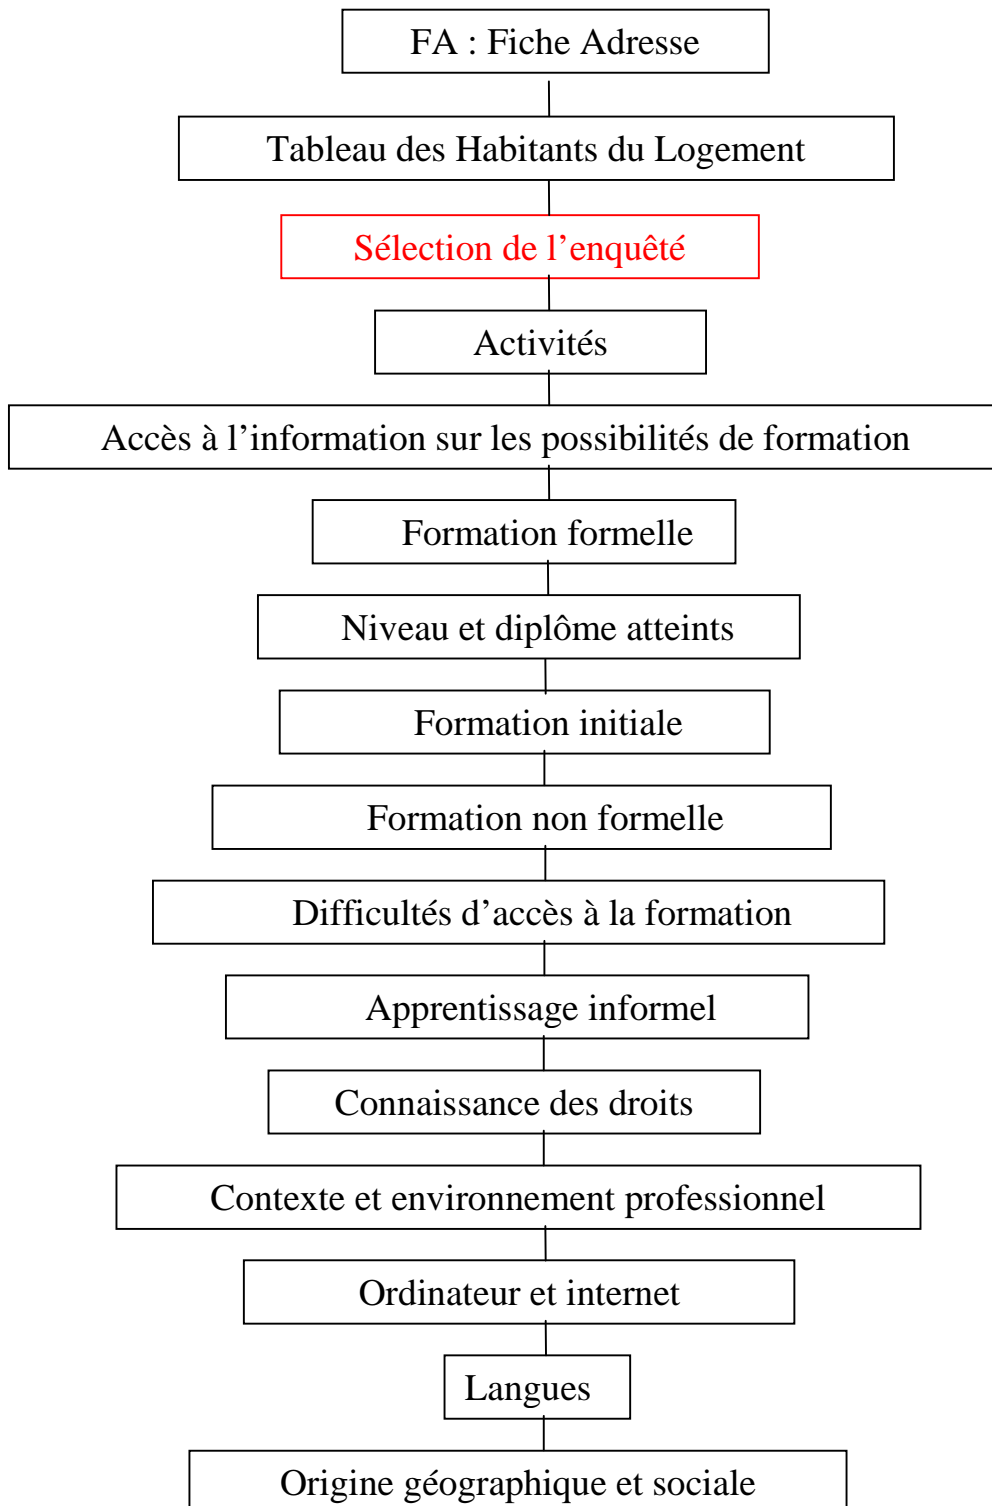 FA : Fiche Adresse
Tableau des Habitants du Logement
Sélection de l’enquêté
Activités
Accès à l’information sur les possibilités de formation
Formation formelle
Niveau et diplôme atteints
Formation initiale
Formation non formelle
Difficultés d’accès à la formation
Apprentissage informel
Connaissance des droits
Contexte et environnement professionnel
Ordinateur et internet
Langues
Origine géographique et sociale